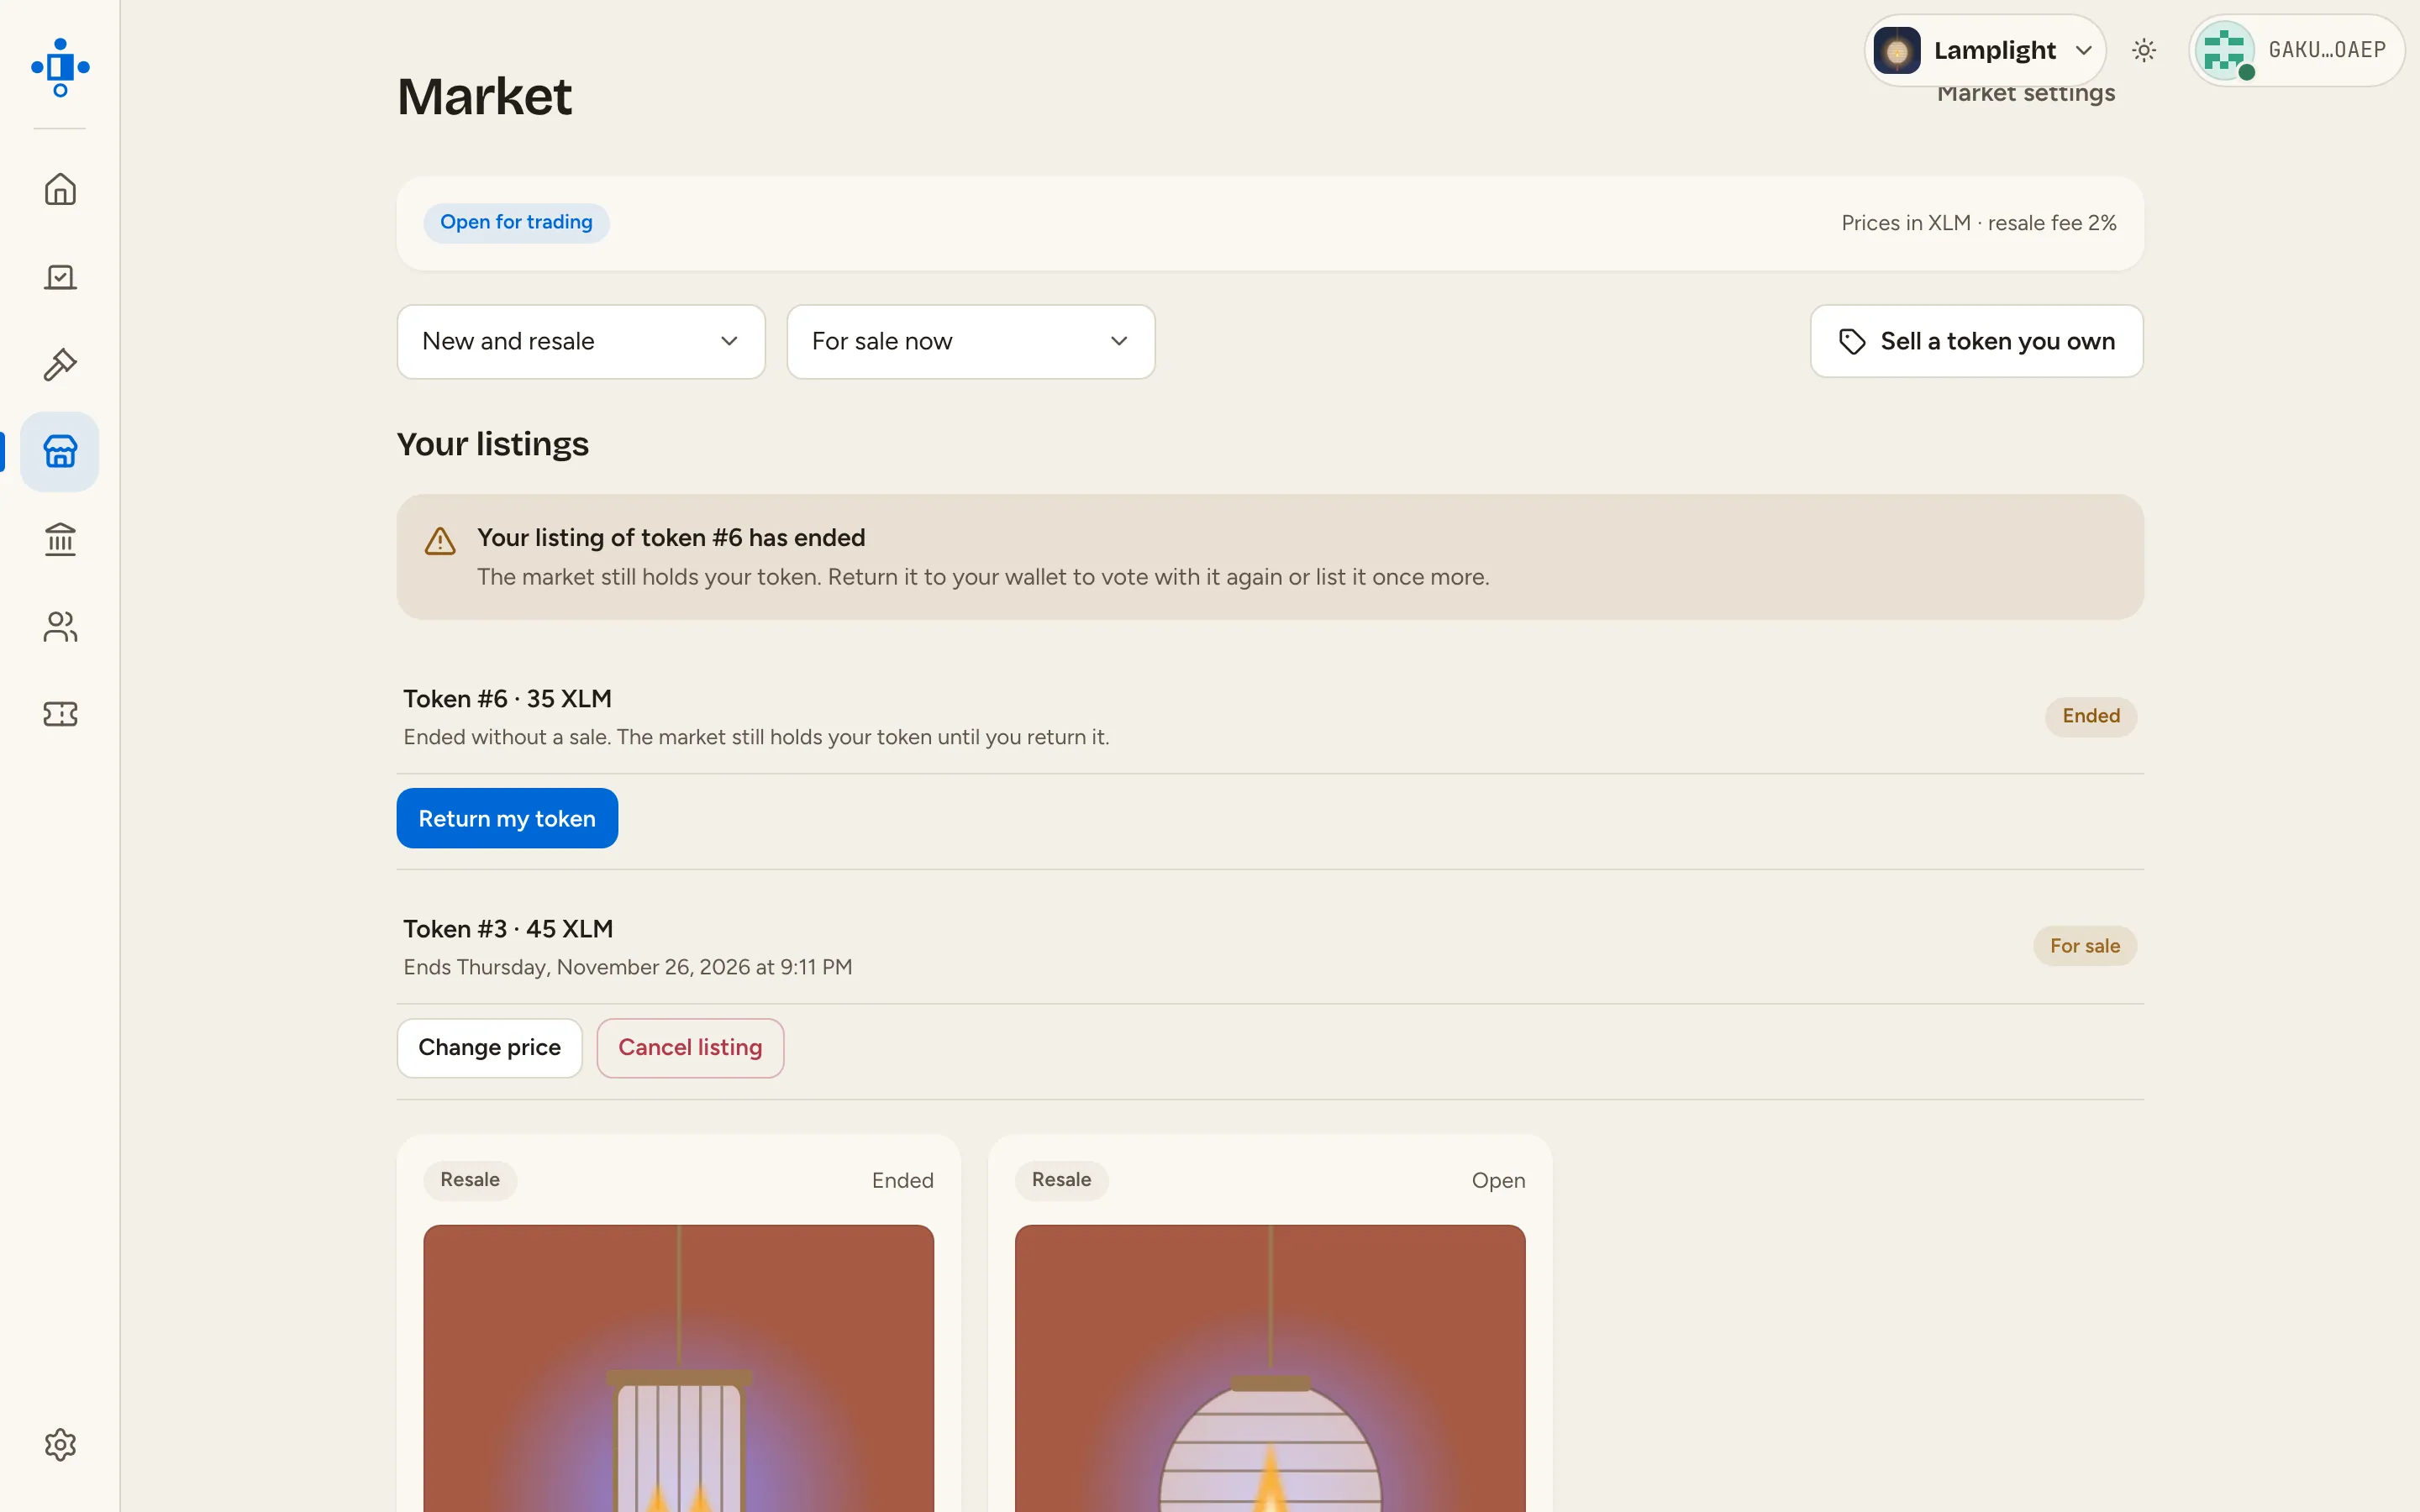 Lamplight
GAKU...OAEP
Market
Market settings
Open for trading
Prices in XLM · resale fee 2%
New and resale
For sale now
Sell a token you own
Your listings
Your listing of token #6 has ended
The market still holds your token. Return it to your wallet to vote with it again or list it once more.
Token #6 · 35 XLM
Ended without a sale. The market still holds your token until you return it.
Ended
Return my token
Token #3 · 45 XLM
Ends Thursday, November 26, 2026 at 9:11 PM
For sale
Change price
Cancel listing
Resale
Ended
Resale
Open